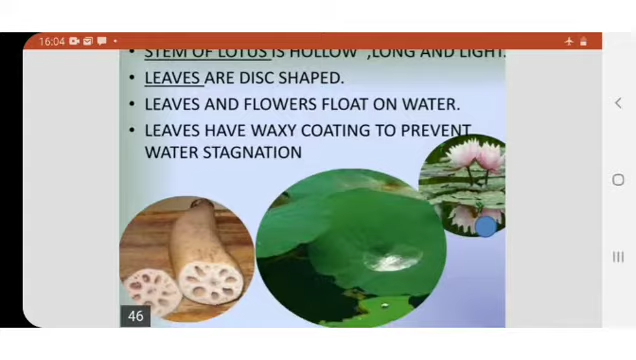 16:04
• STEM OF LOTUS IS HOLLOW ,LONG AND LIGHT.
• LEAVES ARE DISC SHAPED.
• LEAVES AND FLOWERS FLOAT ON WATER.
• LEAVES HAVE WAXY COATING TO PREVENT
WATER STAGNATION
46